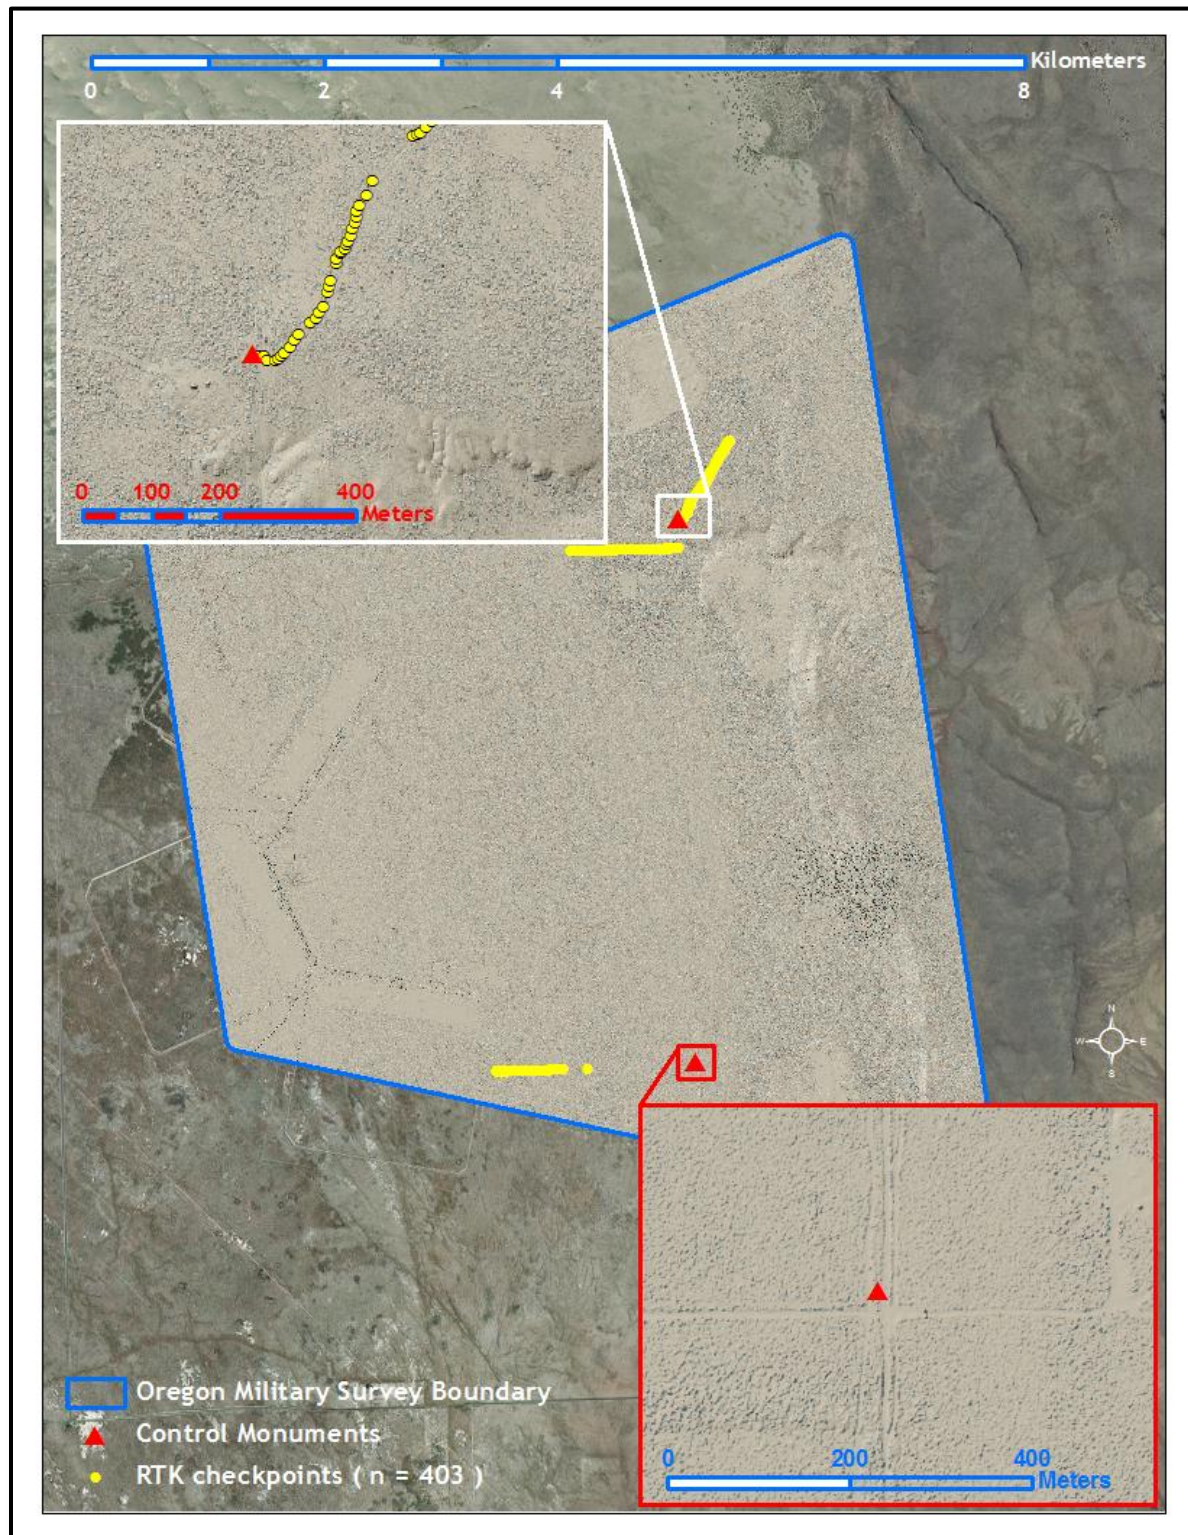 Kilometers
0 2 4 8
0 100 200 400
Meters
N
W E
S
0 200 400
Meters
Oregon Military Survey Boundary
Control Monuments
RTK checkpoints ( n = 403 )